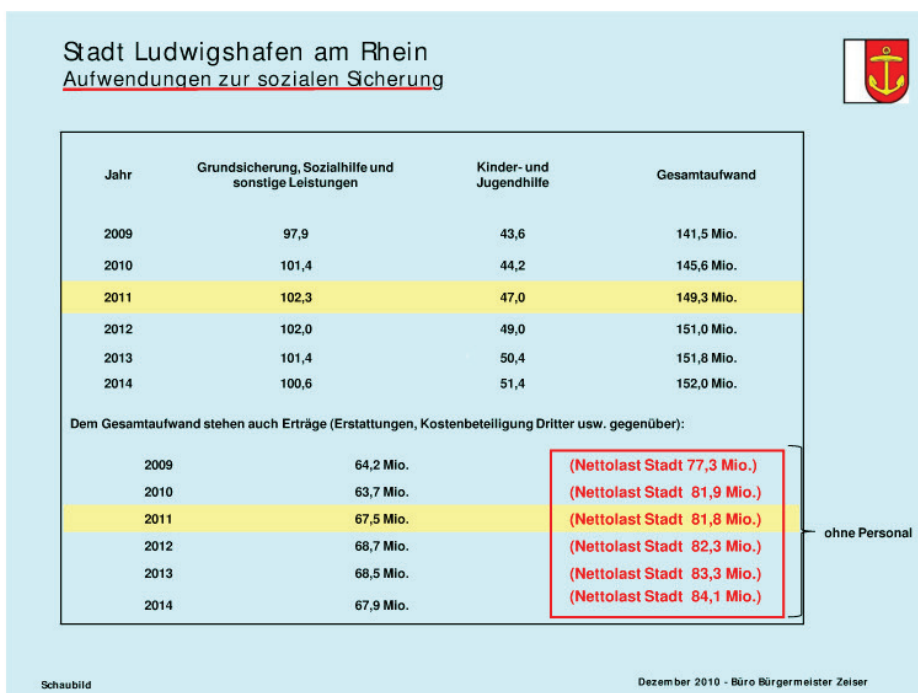 Stadt Ludwigshafen am Rhein
Aufwendungen zur sozialen Sicherung
Jahr Grundsicherung, Sozialhilfe und sonstige Leistungen Kinder- und Jugendhilfe Gesamtaufwand
2009 97,9 43,6 141,5 Mio.
2010 101,4 44,2 145,6 Mio.
2011 102,3 47,0 149,3 Mio.
2012 102,0 49,0 151,0 Mio.
2013 101,4 50,4 151,8 Mio.
2014 100,6 51,4 152,0 Mio.
Dem Gesamtaufwand stehen auch Erträge (Erstattungen, Kostenbeteiligung Dritter usw. gegenüber):
2009 64,2 Mio. (Nettolast Stadt 77,3 Mio.)
2010 63,7 Mio. (Nettolast Stadt 81,9 Mio.)
2011 67,5 Mio. (Nettolast Stadt 81,8 Mio.)
ohne Personal
2012 68,7 Mio. (Nettolast Stadt 82,3 Mio.)
2013 68,5 Mio. (Nettolast Stadt 83,3 Mio.)
2014 67,9 Mio. (Nettolast Stadt 84,1 Mio.)
Schaubild Dezember 2010 - Büro Bürgermeister Zeiser